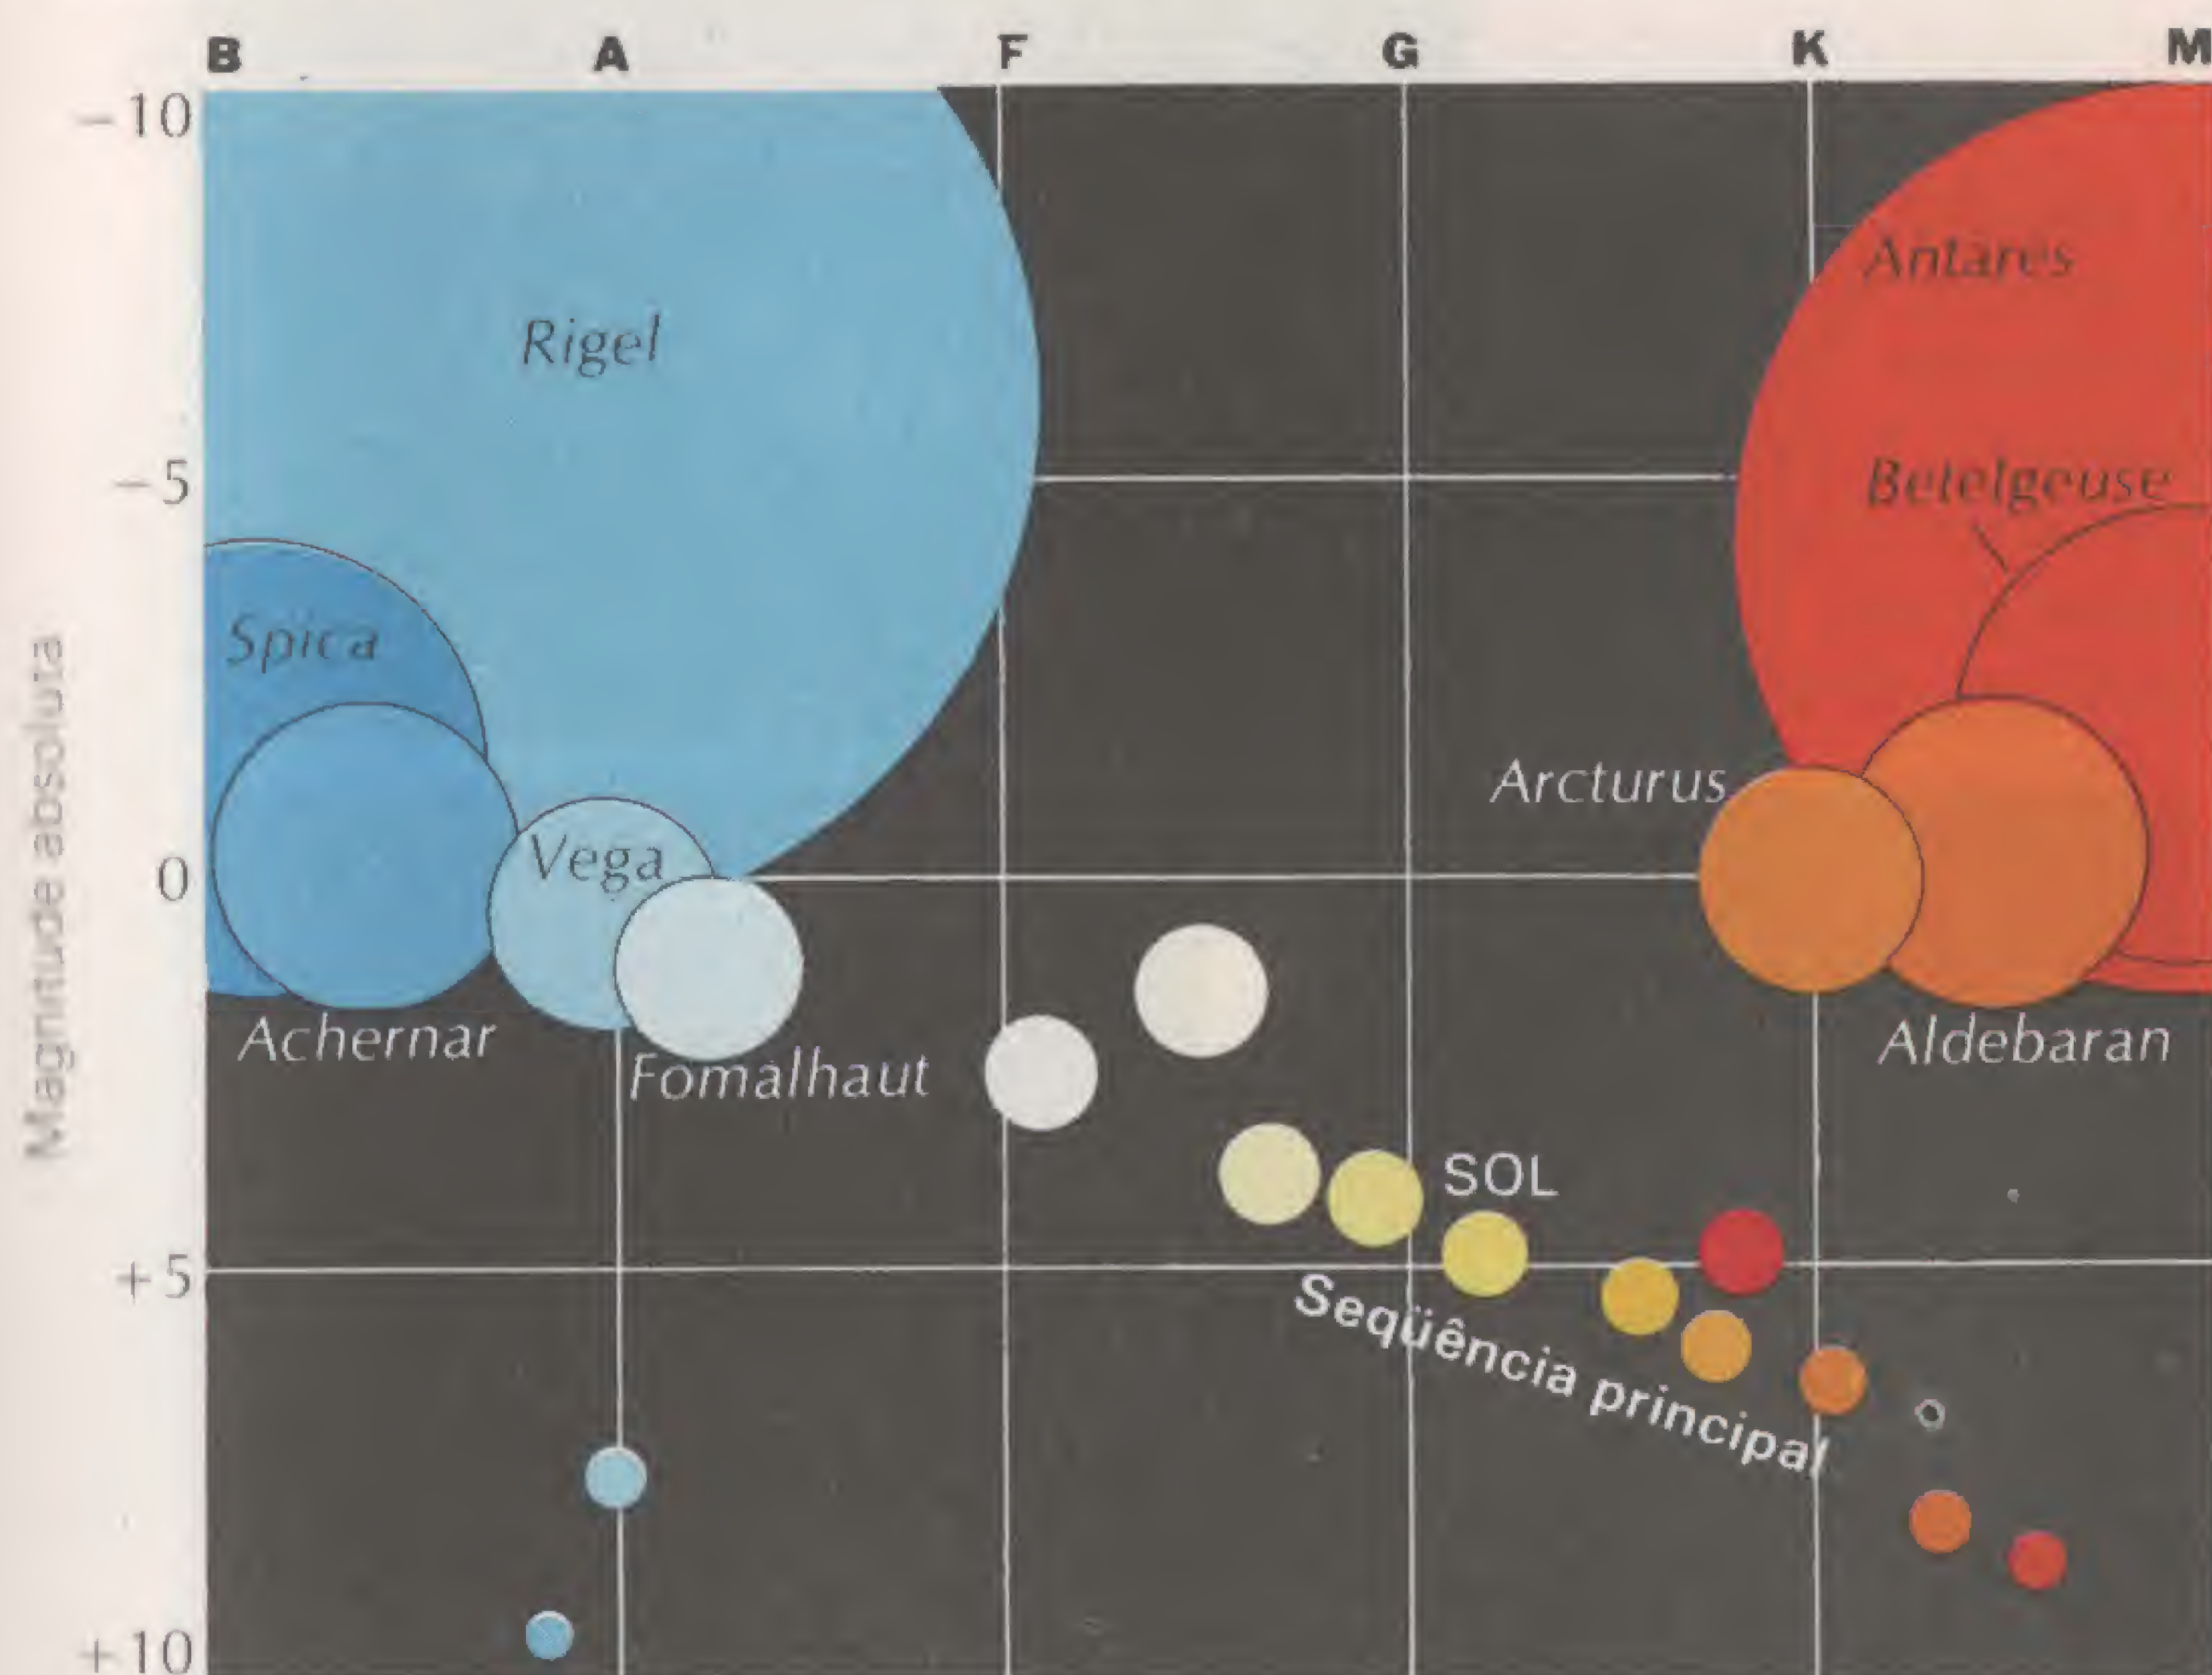 B A F G K M
−10
Antares
Rigel
−5
Betelgeuse
Spica
Magnitude absoluta
Arcturus
Vega
0
Achernar
Fomalhaut
Aldebaran
SOL
+5
Seqüência principal
+10